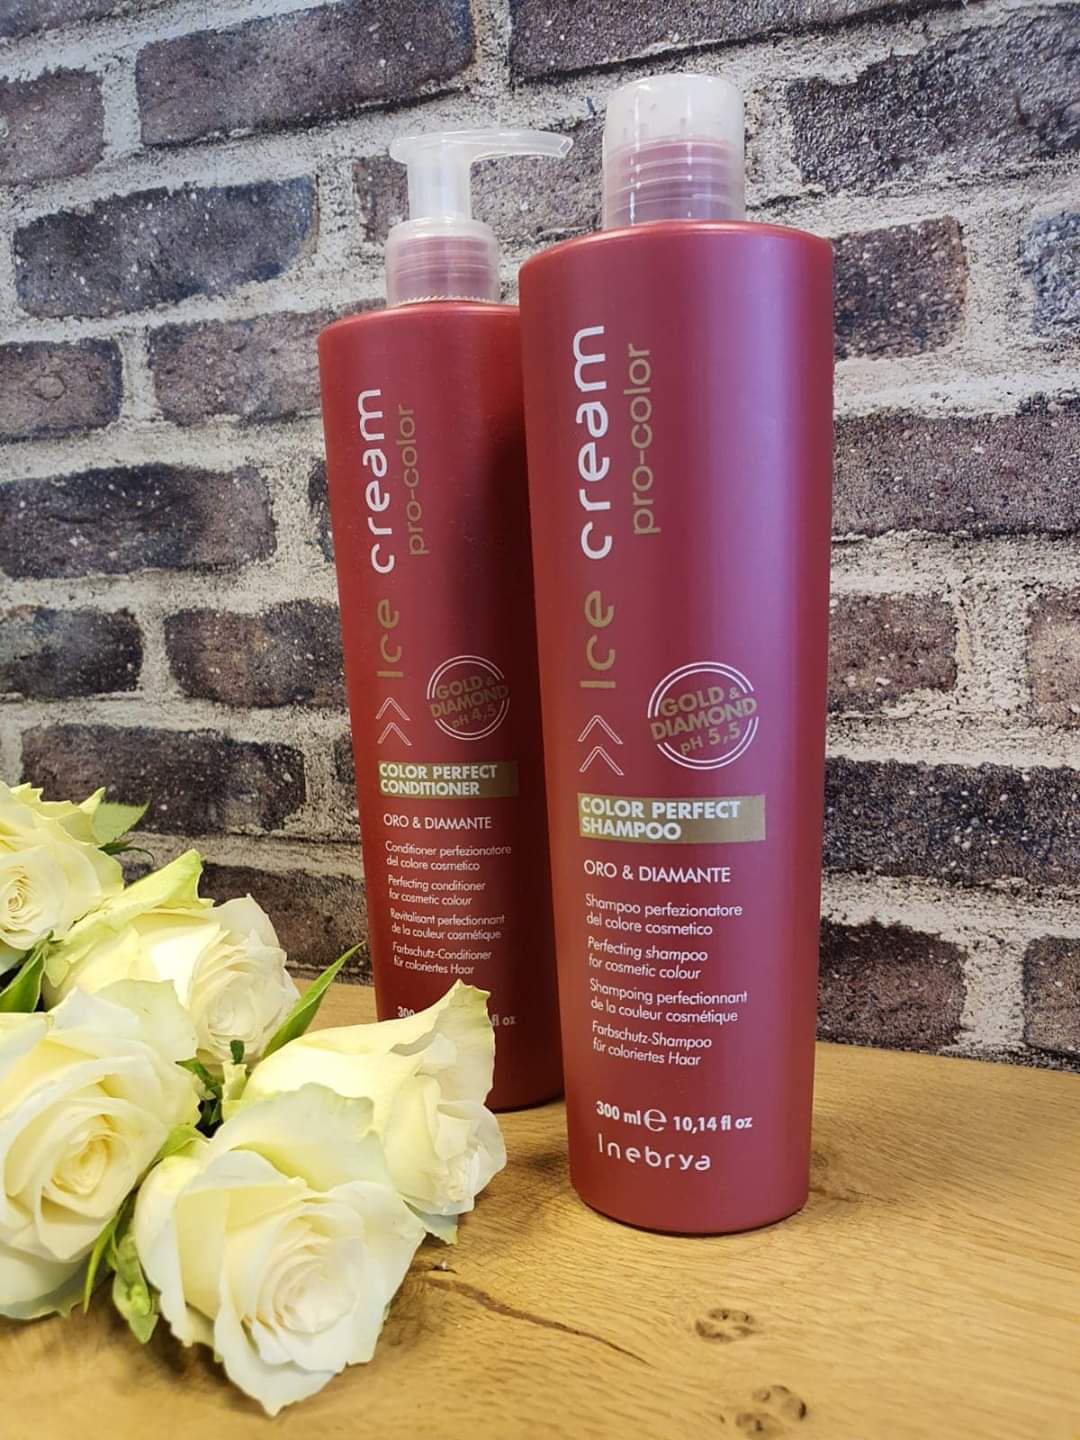 Ice cream
pro-color
GOLD &
DIAMOND
pH 4,5
COLOR PERFECT
CONDITIONER
ORO & DIAMANTE
Conditioner perfezionatore
del colore cosmetico
Perfecting conditioner
for cosmetic colour
Revitalisant perfectionnant
de la couleur cosmétique
Farbschutz-Conditioner
für coloriertes Haar
300
fl oz
Ice cream
pro-color
GOLD &
DIAMOND
pH 5,5
COLOR PERFECT
SHAMPOO
ORO & DIAMANTE
Shampoo perfezionatore
del colore cosmetico
Perfecting shampoo
for cosmetic colour
Shampoing perfectionnant
de la couleur cosmétique
Farbschutz-Shampoo
für coloriertes Haar
300 ml ℮ 10,14 fl oz
Inebrya